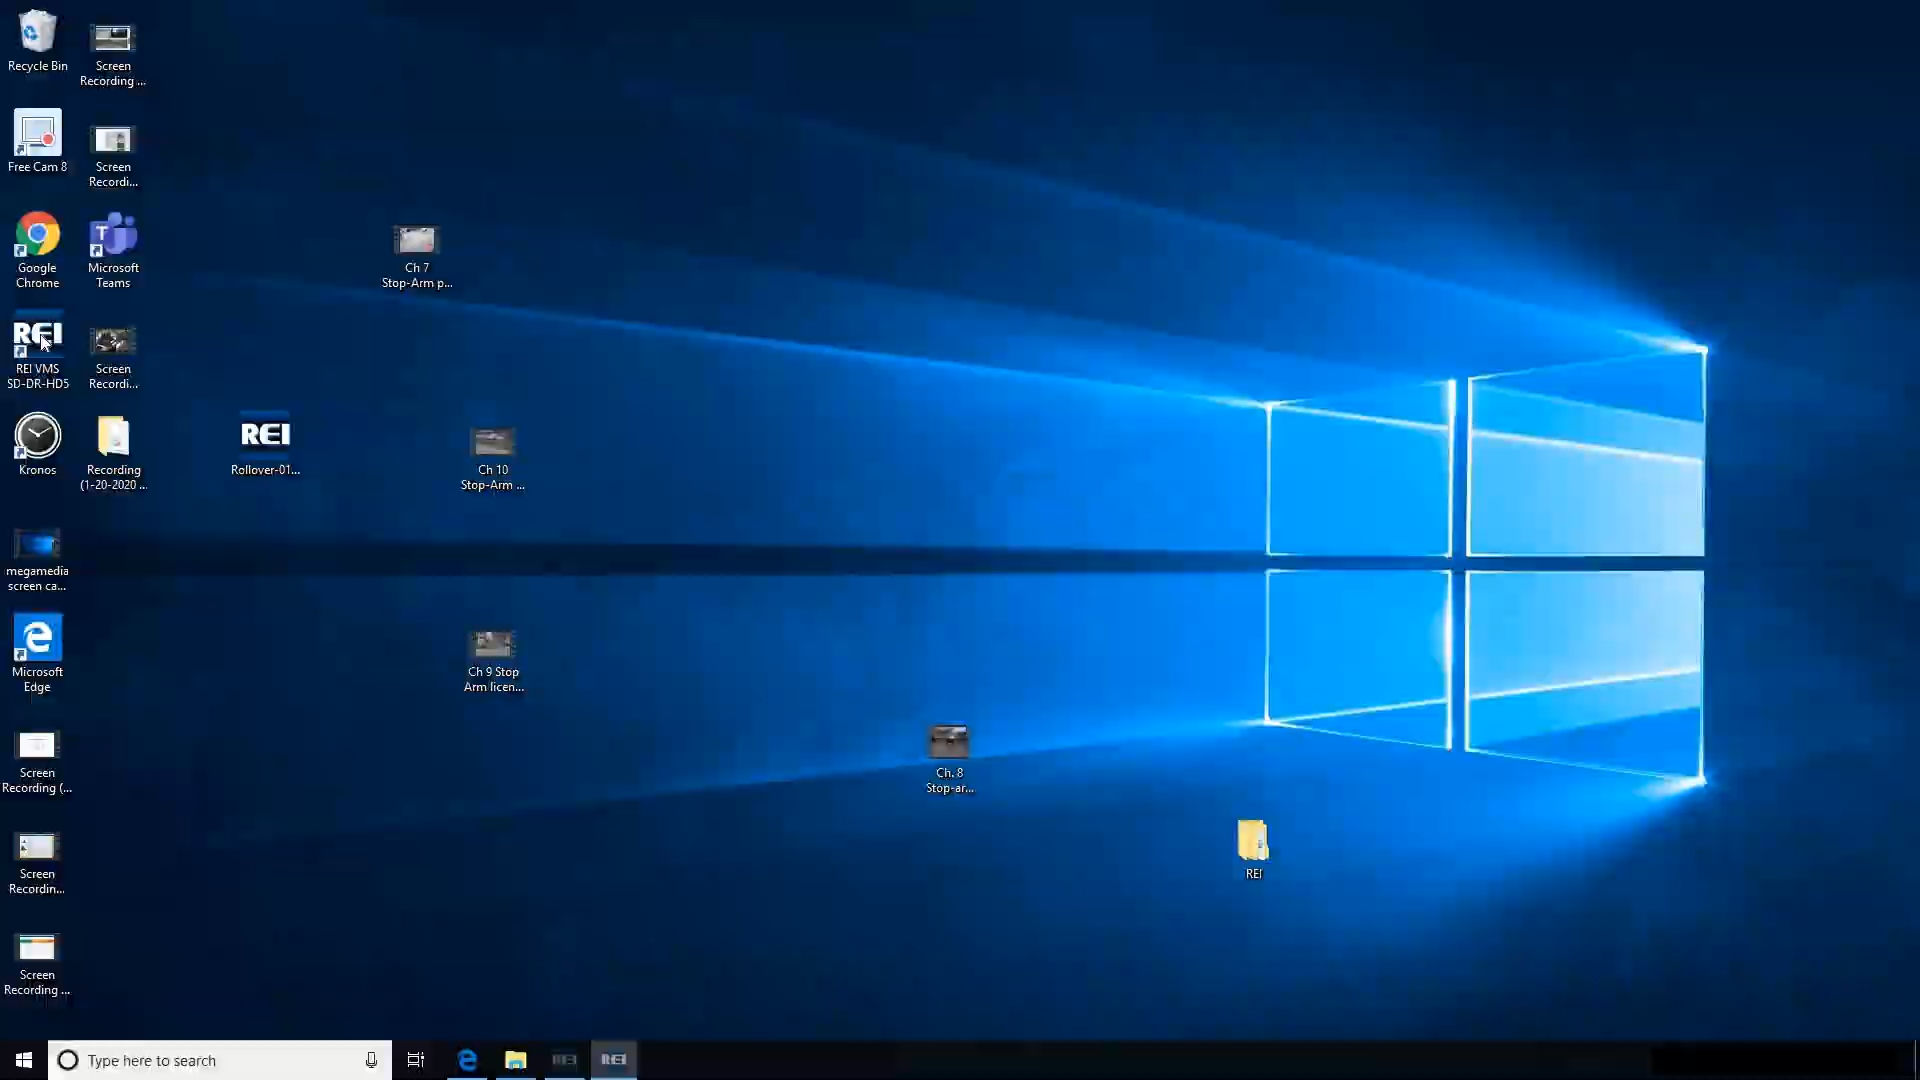 Recycle Bin
Screen
Recording ...
Free Cam 8
Screen
Recordi...
Google
Chrome
T
Microsoft
Teams
Ch 7
Stop-Arm p...
REI
REI VMS
SD-DR-HD5
Screen
Recordi...
Kronos
Recording
(1-20-2020 ...
REI
Rollover-01...
Ch 10
Stop-Arm ...
megamedia
screen ca...
Microsoft
Edge
Ch 9 Stop
Arm licen...
Screen
Recording (...
Ch. 8
Stop-ar...
Screen
Recordin...
REI
Screen
Recording ...
Type here to search
REI
REI